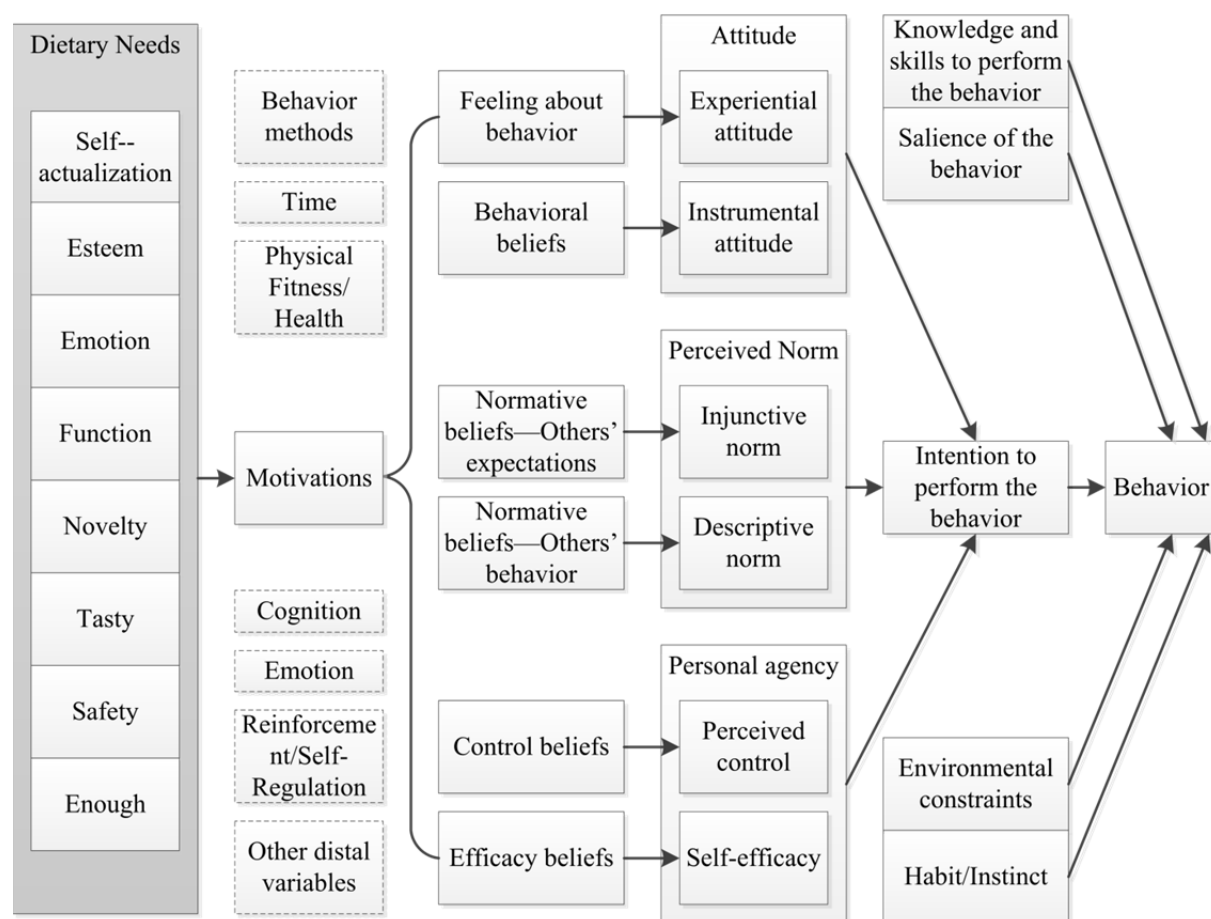 Dietary Needs
Self--
actualization
Esteem
Emotion
Function
Novelty
Tasty
Safety
Enough
Behavior
methods
Time
Physical
Fitness/
Health
Motivations
Cognition
Emotion
Reinforceme
nt/Self-
Regulation
Other distal
variables
Feeling about
behavior
Behavioral
beliefs
Normative
beliefs—Others’
expectations
Normative
beliefs—Others’
behavior
Control beliefs
Efficacy beliefs
Attitude
Experiential
attitude
Instrumental
attitude
Perceived Norm
Injunctive
norm
Descriptive
norm
Personal agency
Perceived
control
Self-efficacy
Knowledge and
skills to perform
the behavior
Salience of the
behavior
Intention to
perform the
behavior
Environmental
constraints
Habit/Instinct
Behavior